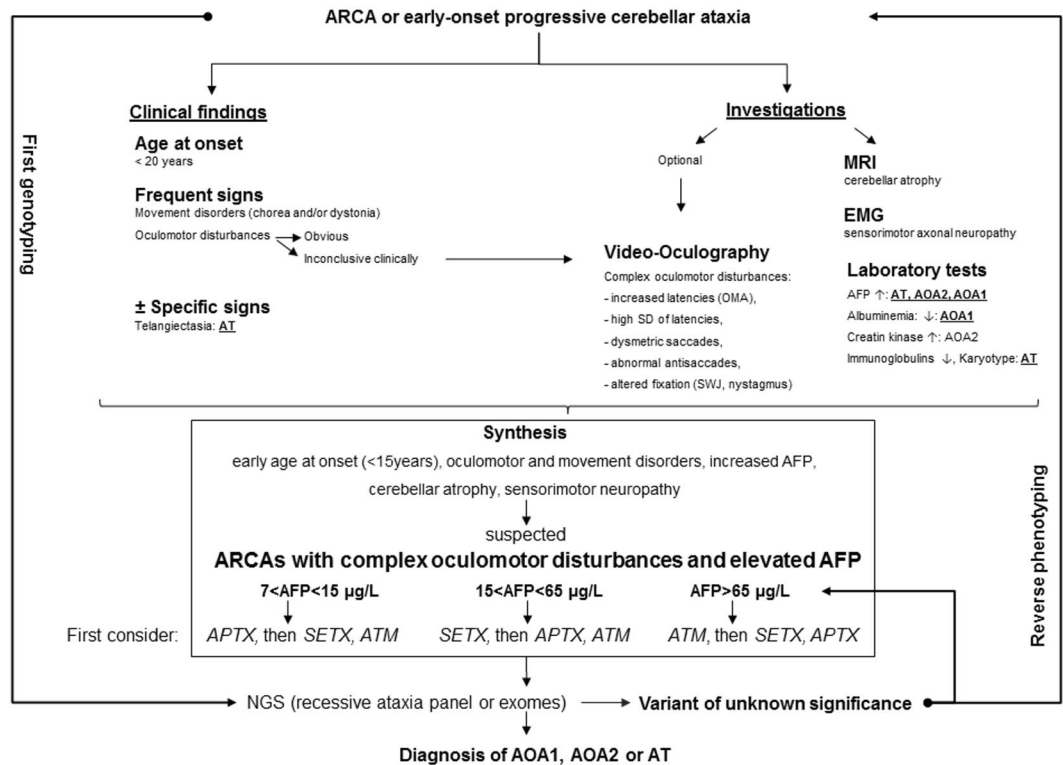 ARCA or early-onset progressive cerebellar ataxia
First genotyping
Clinical findings
Age at onset
< 20 years
Frequent signs
Movement disorders (chorea and/or dystonia)
Oculomotor disturbances
Obvious
Inconclusive clinically
± Specific signs
Telangiectasia: AT
Investigations
Optional
Video-Oculography
Complex oculomotor disturbances:
- increased latencies (OMA),
- high SD of latencies,
- dysmetric saccades,
- abnormal antisaccades,
- altered fixation (SWJ, nystagmus)
MRI
cerebellar atrophy
EMG
sensorimotor axonal neuropathy
Laboratory tests
AFP ↑: AT, AOA2, AOA1
Albuminemia: ↓: AOA1
Creatin kinase ↑: AOA2
Immunoglobulins ↓, Karyotype: AT
Reverse phenotyping
Synthesis
early age at onset (<15years), oculomotor and movement disorders, increased AFP,
cerebellar atrophy, sensorimotor neuropathy
suspected
ARCAs with complex oculomotor disturbances and elevated AFP
7<AFP<15 µg/L
15<AFP<65 µg/L
AFP>65 µg/L
First consider:
APTX, then SETX, ATM
SETX, then APTX, ATM
ATM, then SETX, APTX
NGS (recessive ataxia panel or exomes)
Variant of unknown significance
Diagnosis of AOA1, AOA2 or AT